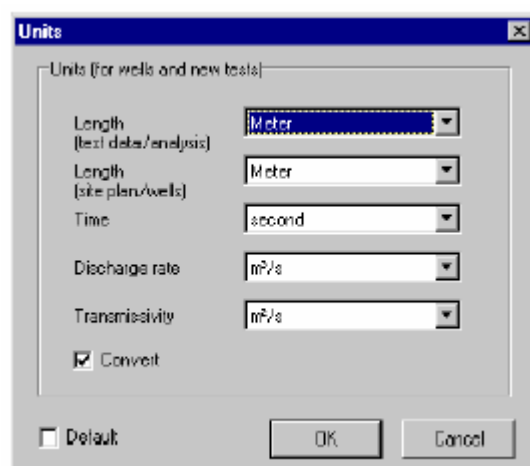 Units
Units (for wells and new tests)
Length
(test data/analysis)
Meter
Length
(site plan/wells)
Meter
Time
second
Discharge rate
m³/s
Transmissivity
m²/s
Convert
Default
OK
Cancel